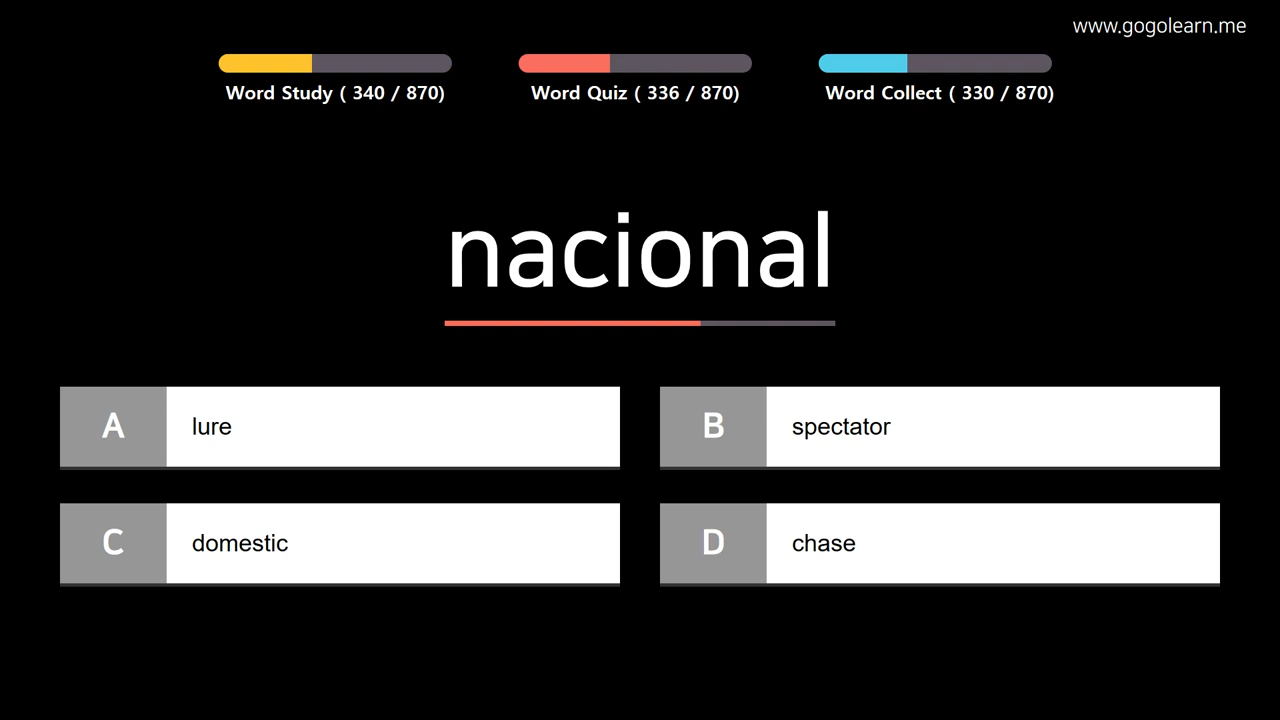 www.gogolearn.me
Word Study ( 340 / 870)
Word Quiz ( 336 / 870)
Word Collect ( 330 / 870)
nacional
A lure
B spectator
C domestic
D chase